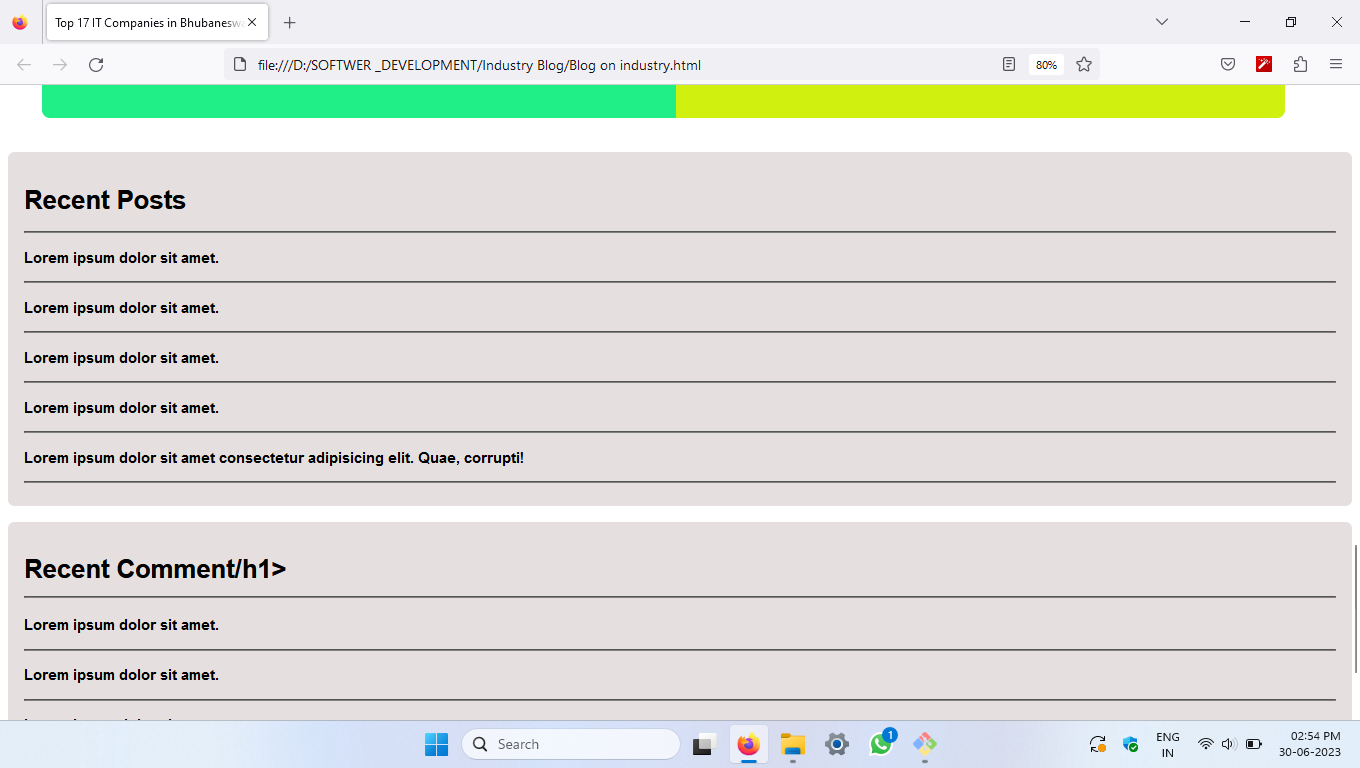 Top 17 IT Companies in Bhubanesw
file:///D:/SOFTWER _DEVELOPMENT/Industry Blog/Blog on industry.html
80%
Recent Posts
Lorem ipsum dolor sit amet.
Lorem ipsum dolor sit amet.
Lorem ipsum dolor sit amet.
Lorem ipsum dolor sit amet.
Lorem ipsum dolor sit amet consectetur adipisicing elit. Quae, corrupti!
Recent Comment/h1>
Lorem ipsum dolor sit amet.
Lorem ipsum dolor sit amet.
Search
1
ENG
IN
02:54 PM
30-06-2023